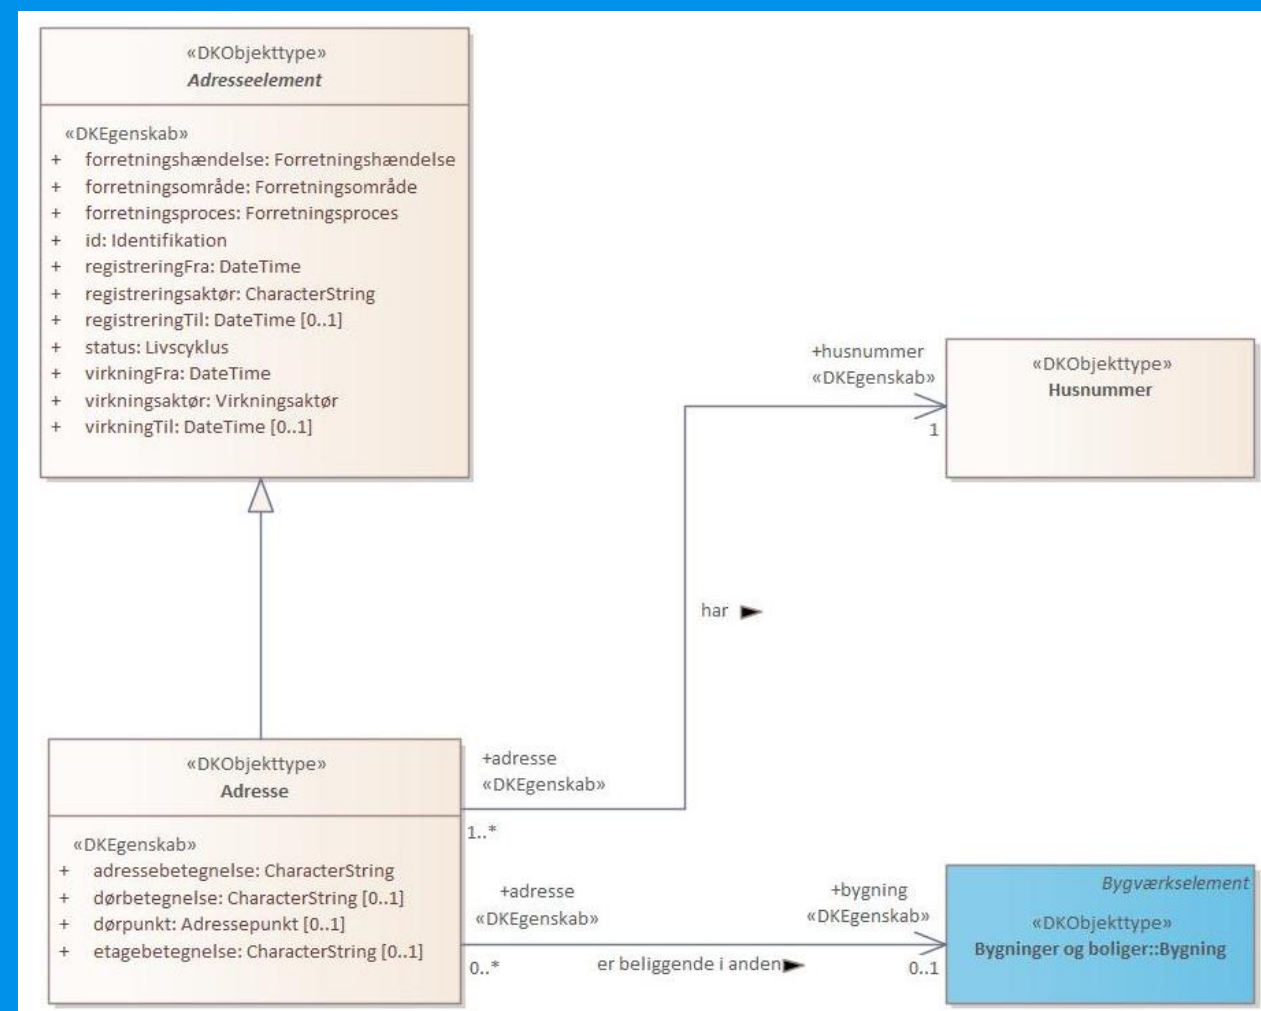 «DKObjekttype»
Adresseelement
«DKEgenskab»
+ forretningshændelse: Forretningshændelse
+ forretningsområde: Forretningsområde
+ forretningsproces: Forretningsproces
+ id: Identifikation
+ registreringFra: DateTime
+ registreringsaktør: CharacterString
+ registreringTil: DateTime [0..1]
+ status: Livscyklus
+ virkningFra: DateTime
+ virkningsaktør: Virkningsaktør
+ virkningTil: DateTime [0..1]
+husnummer
«DKEgenskab»
1
«DKObjekttype»
Husnummer
har
«DKObjekttype»
Adresse
«DKEgenskab»
+ adressebetegnelse: CharacterString
+ dørbetegnelse: CharacterString [0..1]
+ dørpunkt: Adressepunkt [0..1]
+ etagebetegnelse: CharacterString [0..1]
+adresse
«DKEgenskab»
1..*
+adresse
«DKEgenskab»
0..*
er beliggende i anden
+bygning
«DKEgenskab»
0..1
Bygværkselement
«DKObjekttype»
Bygninger og boliger::Bygning